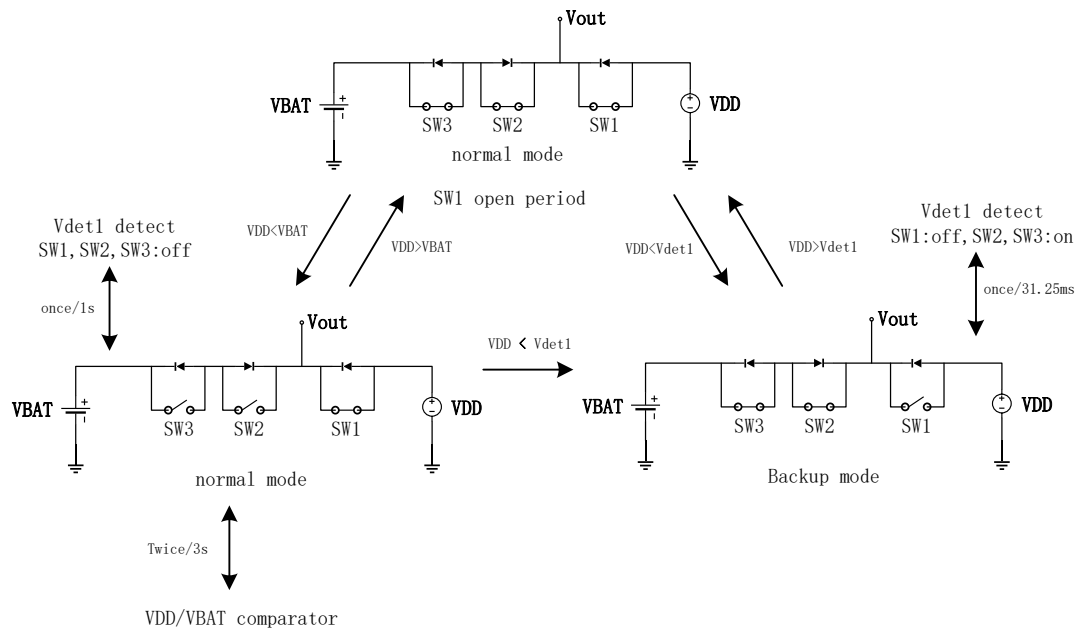 Vout
VBAT
+
-
SW3
SW2
SW1
+
-
VDD
normal mode
SW1 open period
Vdet1 detect
SW1,SW2,SW3:off
once/1s
VDD<VBAT
VDD>VBAT
VDD<Vdet1
VDD>Vdet1
Vdet1 detect
SW1:off,SW2,SW3:on
once/31.25ms
Vout
VBAT
+
-
SW3
SW2
SW1
+
-
VDD
normal mode
VDD < Vdet1
Vout
VBAT
+
-
SW3
SW2
SW1
+
-
VDD
Backup mode
Twice/3s
VDD/VBAT comparator